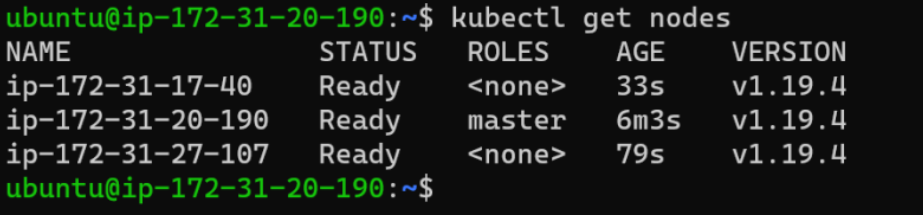 ubuntu@ip-172-31-20-190:~$ kubectl get nodes
NAME               STATUS   ROLES    AGE    VERSION
ip-172-31-17-40    Ready    <none>   33s    v1.19.4
ip-172-31-20-190   Ready    master   6m3s   v1.19.4
ip-172-31-27-107   Ready    <none>   79s    v1.19.4
ubuntu@ip-172-31-20-190:~$